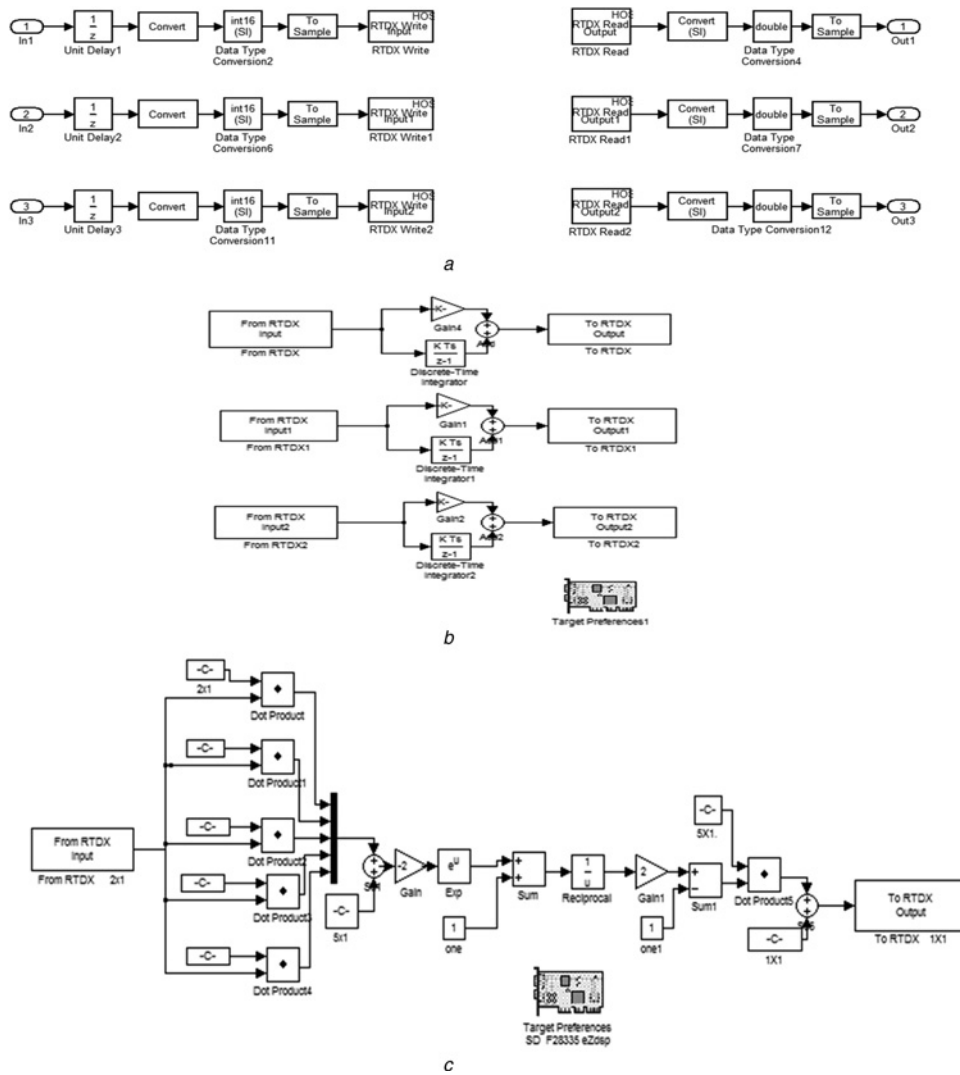 1 1/z Convert int16 (SI) To Sample HOS RTDX Write Input
In1 Unit Delay1 Data Type Conversion2 RTDX Write
HOS RTDX Read Output Convert (SI) double To Sample 1
RTDX Read Data Type Conversion4 Out1
2 1/z Convert int16 (SI) To Sample HOS RTDX Write Input1
In2 Unit Delay2 Data Type Conversion6 RTDX Write1
HOS RTDX Read Output1 Convert (SI) double To Sample 2
RTDX Read1 Data Type Conversion7 Out2
3 1/z Convert int16 (SI) To Sample HOS RTDX Write Input2
In3 Unit Delay3 Data Type Conversion11 RTDX Write2
HOS RTDX Read Output2 Convert (SI) double To Sample 3
RTDX Read2 Data Type Conversion12 Out3
a
From RTDX Input
From RTDX
-K-
Gain4
+
+
K Ts
z-1
Discrete-Time Integrator
To RTDX Output
To RTDX
From RTDX Input1
From RTDX1
-K-
Gain1
+
+
Add1
K Ts
z-1
Discrete-Time Integrator1
To RTDX Output1
To RTDX1
From RTDX Input2
From RTDX2
-K-
Gain2
+
+
Add2
K Ts
z-1
Discrete-Time Integrator2
To RTDX Output2
To RTDX2
Target Preferences1
b
From RTDX Input
From RTDX 2x1
-C-
2x1
Dot Product
-C-
Dot Product1
-C-
Dot Product2
-C-
Dot Product3
-C-
Dot Product4
-C-
5x1
+
+
-2
Gain
e^u
Exp
1
one
+
+
Sum
1
u
Reciprocal
2
Gain1
1
one1
+
-
Sum1
-C-
5X1.
Dot Product5
-C-
1X1
+
+
To RTDX Output
To RTDX 1X1
Target Preferences
SD F28335 eZdsp
c